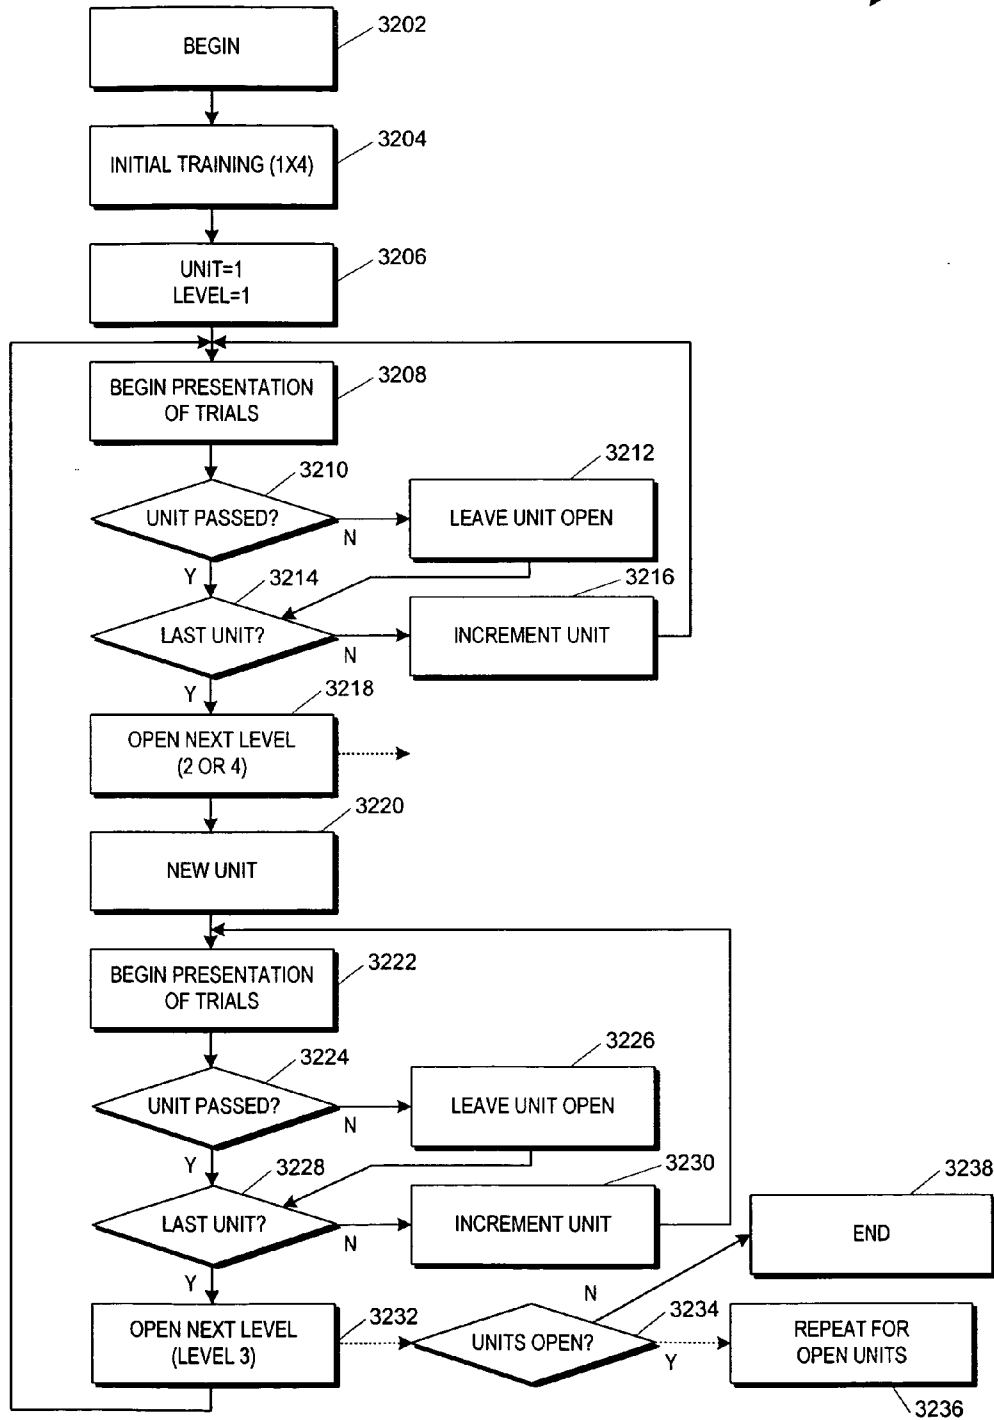 BEGIN
3202
INITIAL TRAINING (1X4)
3204
UNIT=1
LEVEL=1
3206
BEGIN PRESENTATION
OF TRIALS
3208
UNIT PASSED?
3210
N
Y
LEAVE UNIT OPEN
3212
LAST UNIT?
3214
N
Y
INCREMENT UNIT
3216
OPEN NEXT LEVEL
(2 OR 4)
3218
NEW UNIT
3220
BEGIN PRESENTATION
OF TRIALS
3222
UNIT PASSED?
3224
N
Y
LEAVE UNIT OPEN
3226
LAST UNIT?
3228
N
Y
INCREMENT UNIT
3230
OPEN NEXT LEVEL
(LEVEL 3)
3232
UNITS OPEN?
3234
N
Y
END
3238
REPEAT FOR
OPEN UNITS
3236